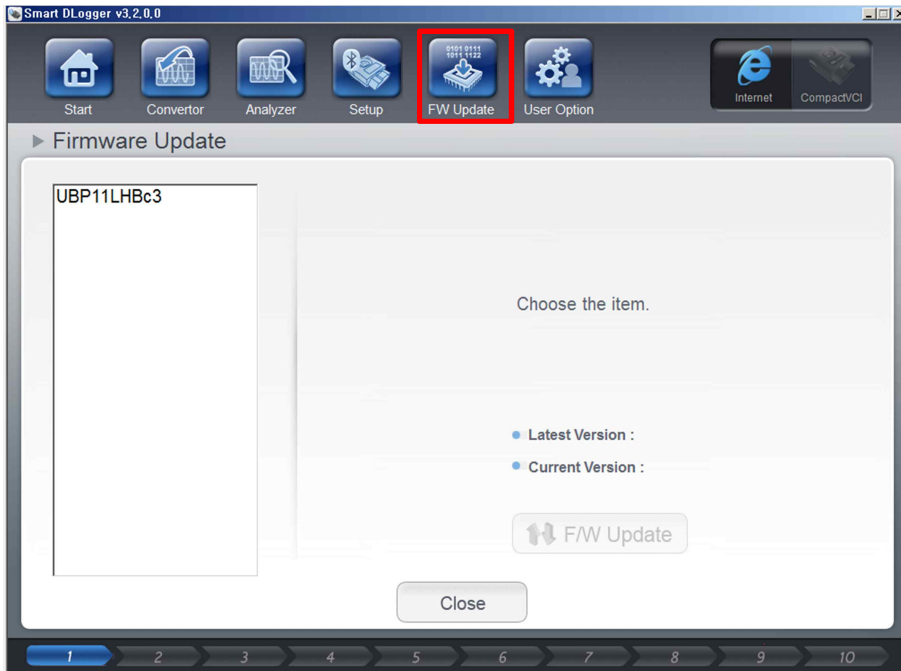 Smart DLogger v3,2,0,0
Start
Convertor
Analyzer
Setup
0101 0111
1011 1122
FW Update
User Option
Internet
CompactVCI
Firmware Update
UBP11LHBc3
Choose the item.
Latest Version :
Current Version :
F/W Update
Close
1 2 3 4 5 6 7 8 9 10